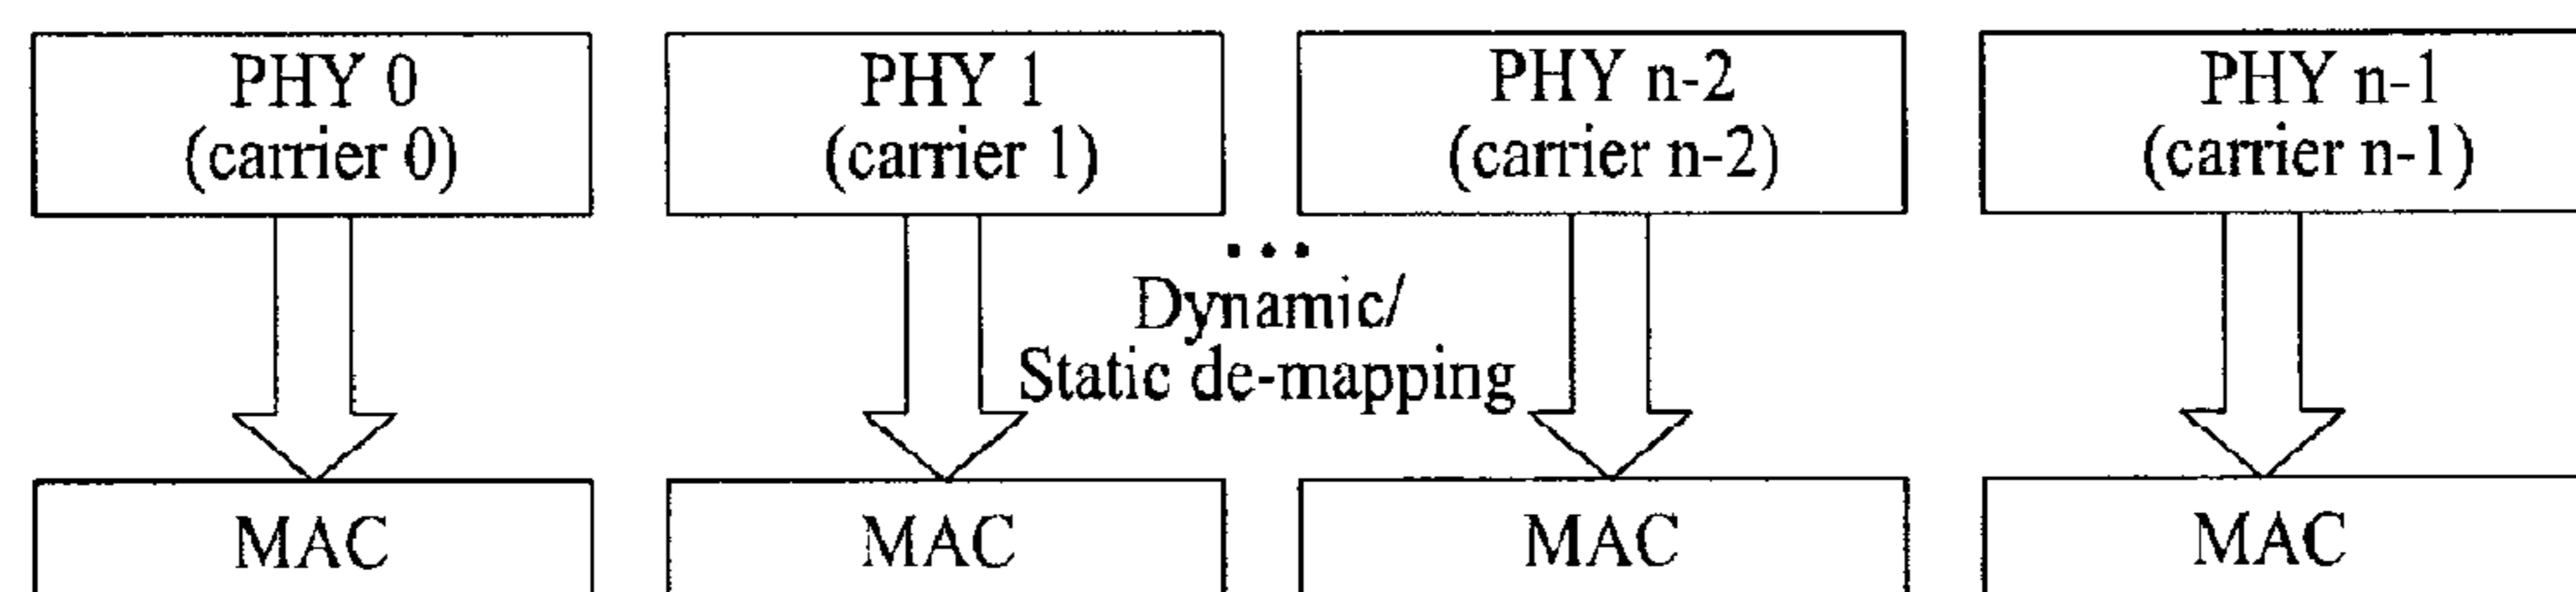 PHY 0
(carrier 0)
PHY 1
(carrier 1)
PHY n-2
(carrier n-2)
PHY n-1
(carrier n-1)
...
Dynamic/
Static de-mapping
MAC
MAC
MAC
MAC